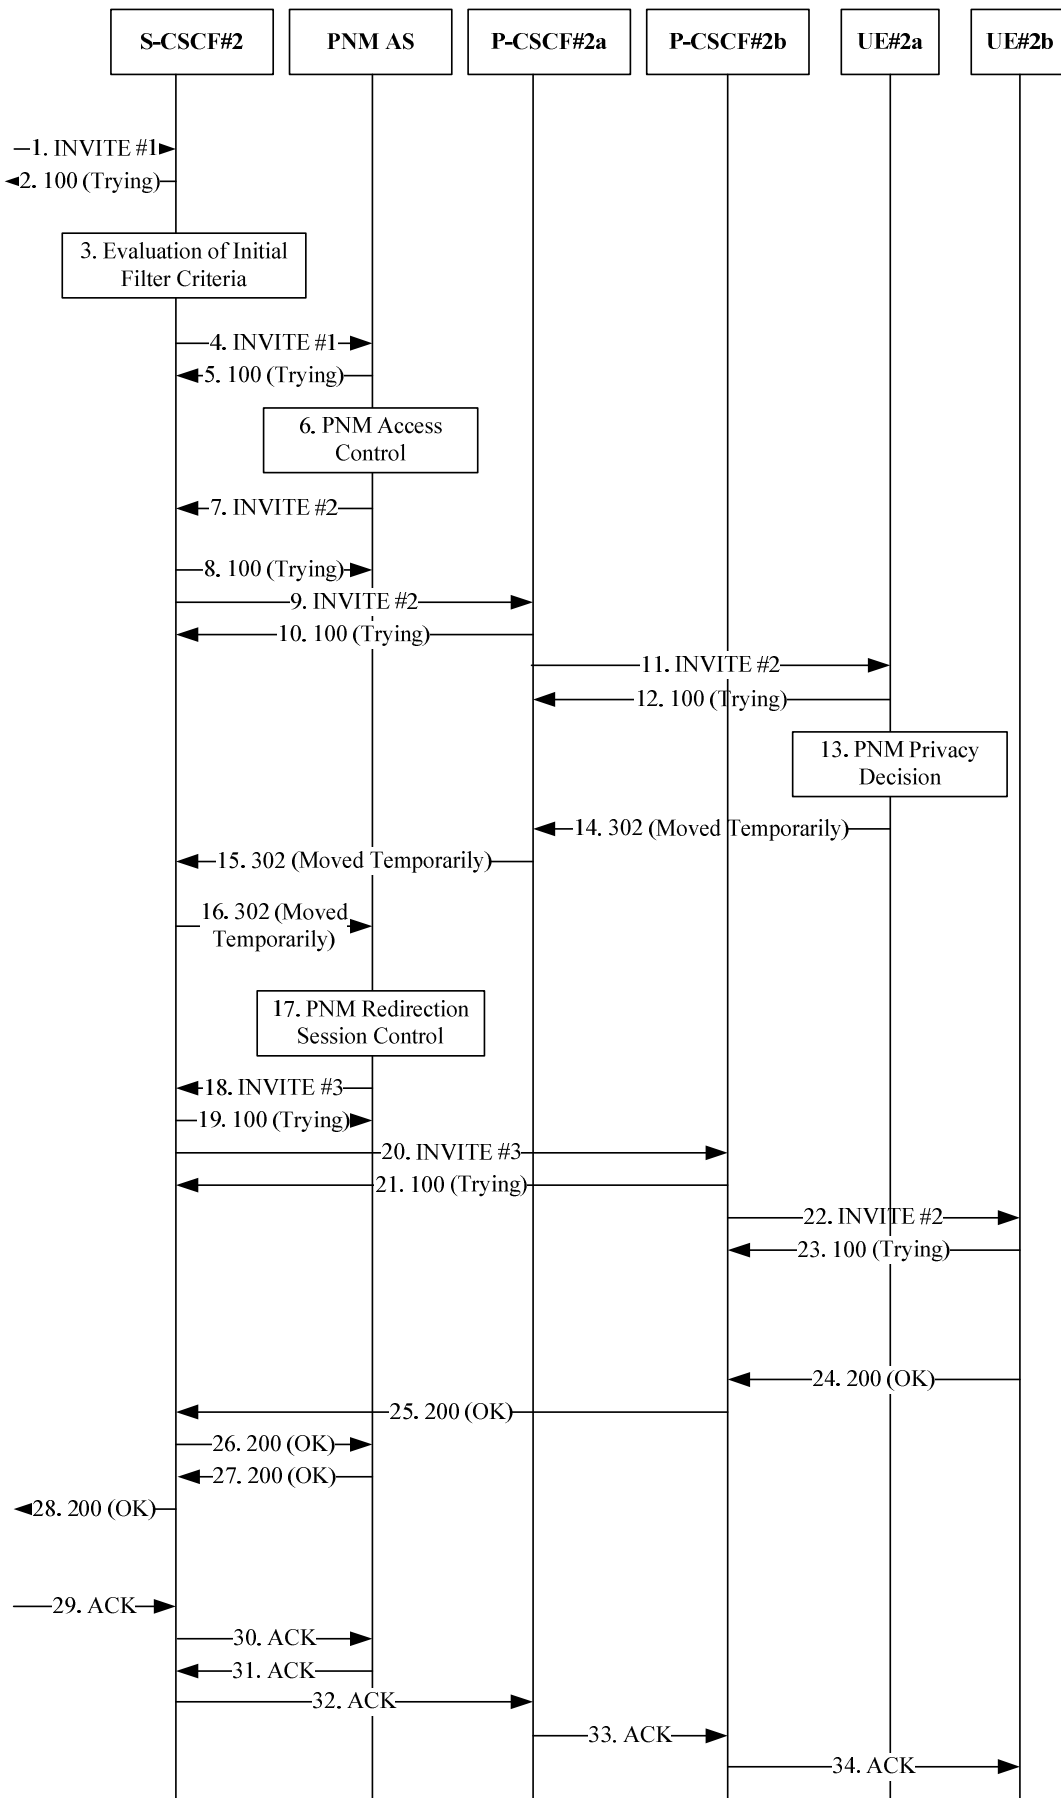 S-CSCF#2
PNM AS
P-CSCF#2a
P-CSCF#2b
UE#2a
UE#2b
1. INVITE #1
2. 100 (Trying)
3. Evaluation of Initial
Filter Criteria
4. INVITE #1
5. 100 (Trying)
6. PNM Access
Control
7. INVITE #2
8. 100 (Trying)
9. INVITE #2
10. 100 (Trying)
11. INVITE #2
12. 100 (Trying)
13. PNM Privacy
Decision
14. 302 (Moved Temporarily)
15. 302 (Moved Temporarily)
16. 302 (Moved
Temporarily)
17. PNM Redirection
Session Control
18. INVITE #3
19. 100 (Trying)
20. INVITE #3
21. 100 (Trying)
22. INVITE #2
23. 100 (Trying)
24. 200 (OK)
25. 200 (OK)
26. 200 (OK)
27. 200 (OK)
28. 200 (OK)
29. ACK
30. ACK
31. ACK
32. ACK
33. ACK
34. ACK